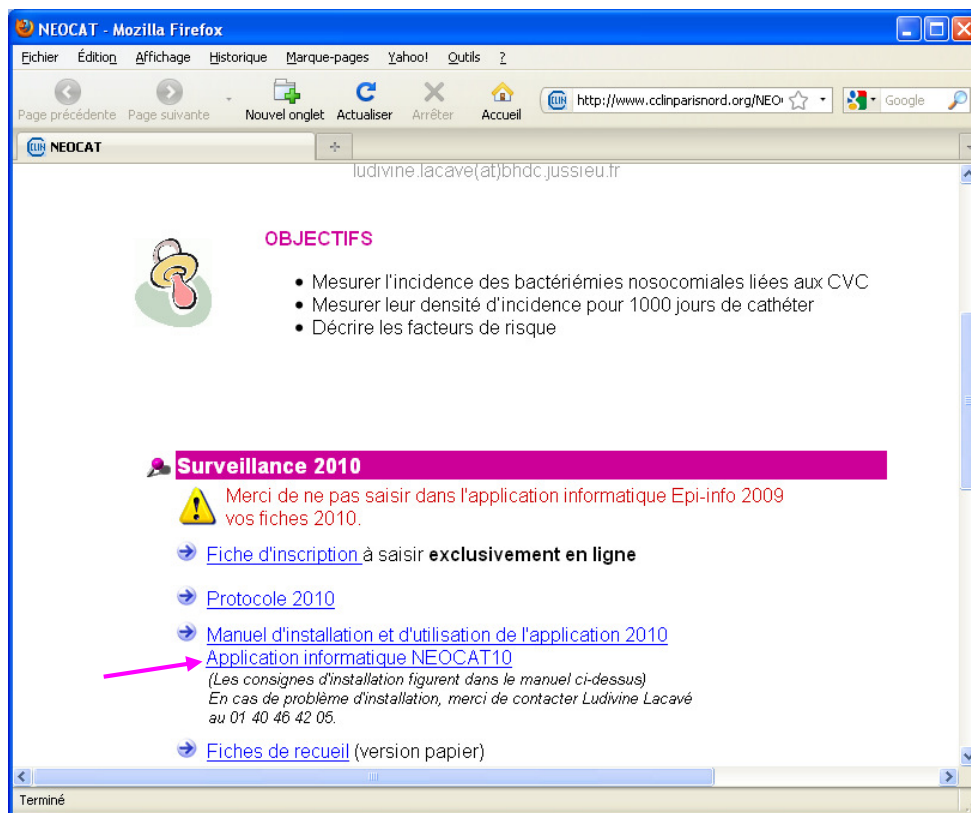 NEOCAT - Mozilla Firefox
Fichier Édition Affichage Historique Marque-pages Yahoo! Outils ?
Page précédente Page suivante Nouvel onglet Actualiser Arrêter Accueil http://www.cclinparisnord.org/NEO Google
CLIN NEOCAT
ludivine.lacave(at)bhdc.jussieu.fr
OBJECTIFS
• Mesurer l'incidence des bactériémies nosocomiales liées aux CVC
• Mesurer leur densité d'incidence pour 1000 jours de cathéter
• Décrire les facteurs de risque
Surveillance 2010
Merci de ne pas saisir dans l'application informatique Epi-info 2009
vos fiches 2010.
Fiche d'inscription à saisir exclusivement en ligne
Protocole 2010
Manuel d'installation et d'utilisation de l'application 2010
Application informatique NEOCAT10
(Les consignes d'installation figurent dans le manuel ci-dessus)
En cas de problème d'installation, merci de contacter Ludivine Lacavé
au 01 40 46 42 05.
Fiches de recueil (version papier)
Terminé